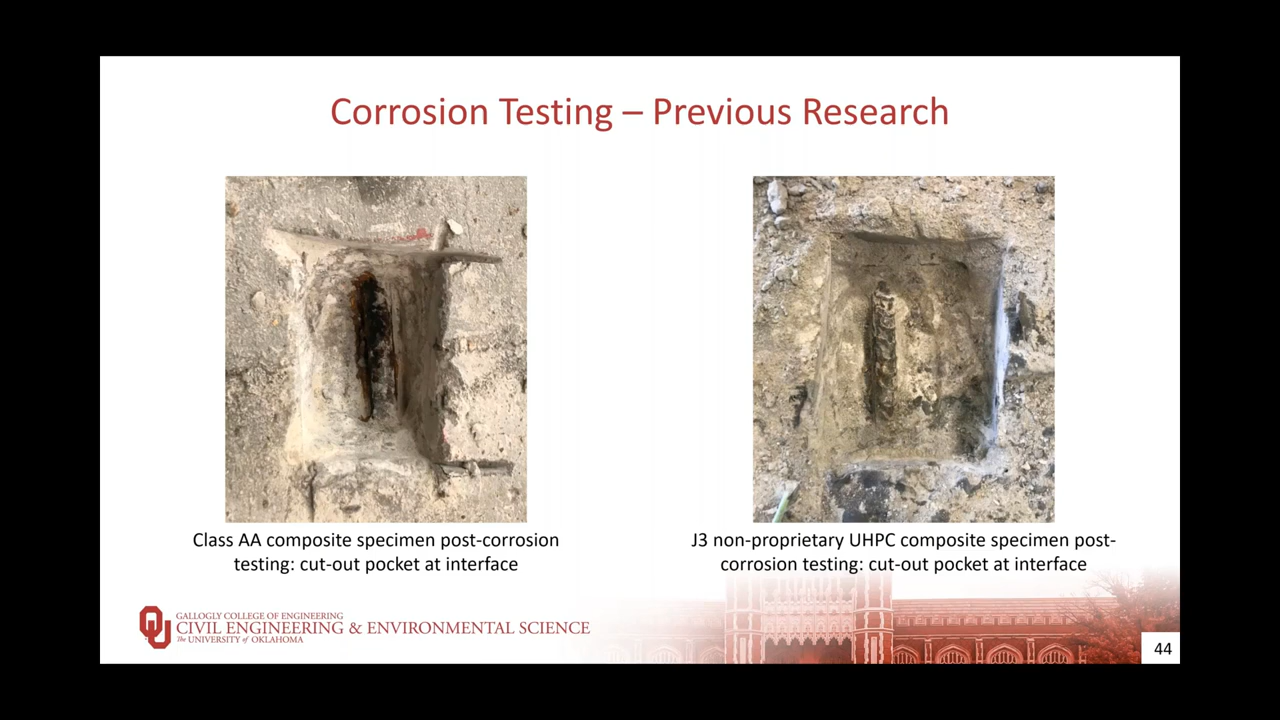 Corrosion Testing – Previous Research
Class AA composite specimen post-corrosion
testing: cut-out pocket at interface
J3 non-proprietary UHPC composite specimen post-
corrosion testing: cut-out pocket at interface
OU
GALLOGLY COLLEGE OF ENGINEERING
CIVIL ENGINEERING & ENVIRONMENTAL SCIENCE
The UNIVERSITY of OKLAHOMA
44